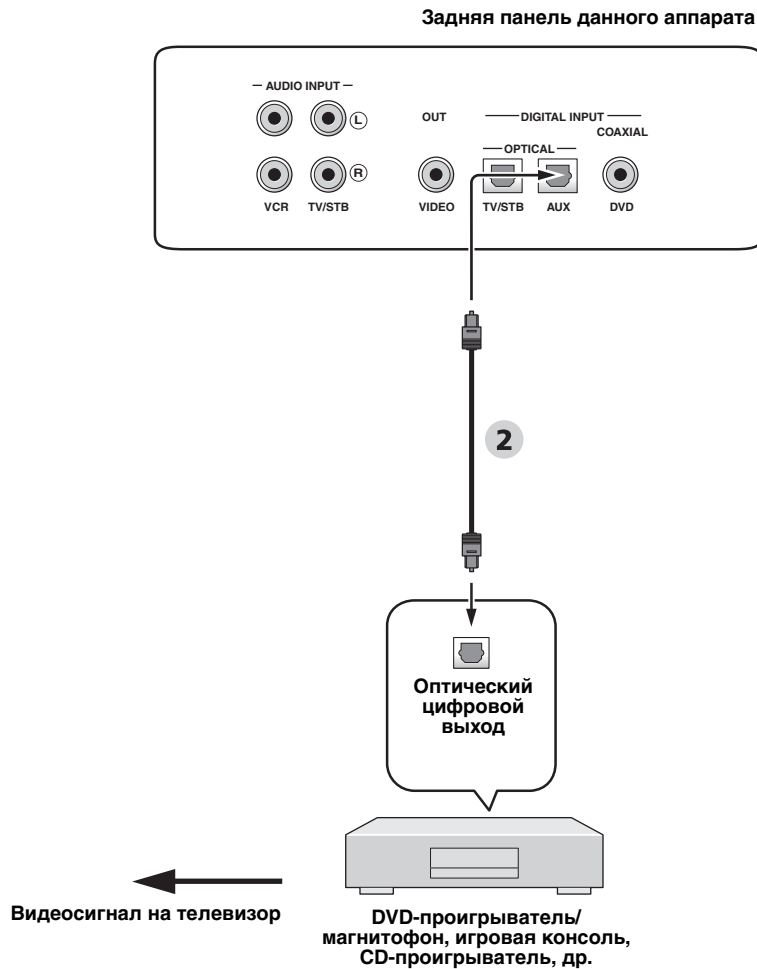 Задняя панель данного аппарата
AUDIO INPUT
L
R
VCR TV/STB
OUT
VIDEO
DIGITAL INPUT
COAXIAL
OPTICAL
TV/STB AUX DVD
2
Оптический
цифровой
выход
Видеосигнал на телевизор
DVD-проигрыватель/
магнитофон, игровая консоль,
CD-проигрыватель, др.